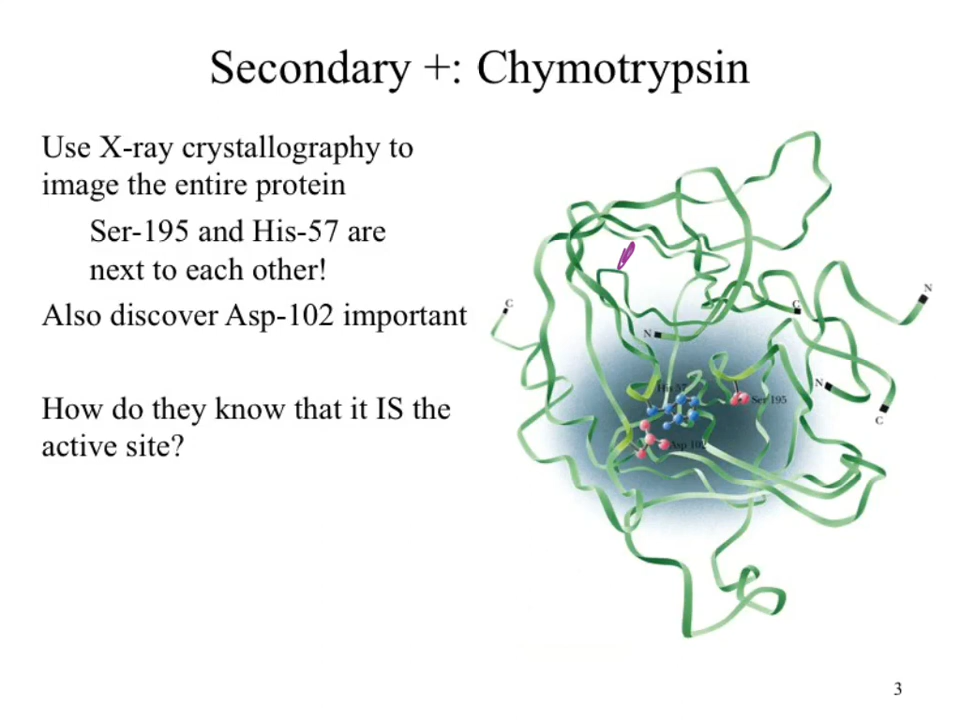 Secondary +: Chymotrypsin
Use X-ray crystallography to
image the entire protein
Ser-195 and His-57 are
next to each other!
Also discover Asp-102 important
How do they know that it IS the
active site?
C
N
C
N
N
C
His 57
Ser 195
Asp 102
3